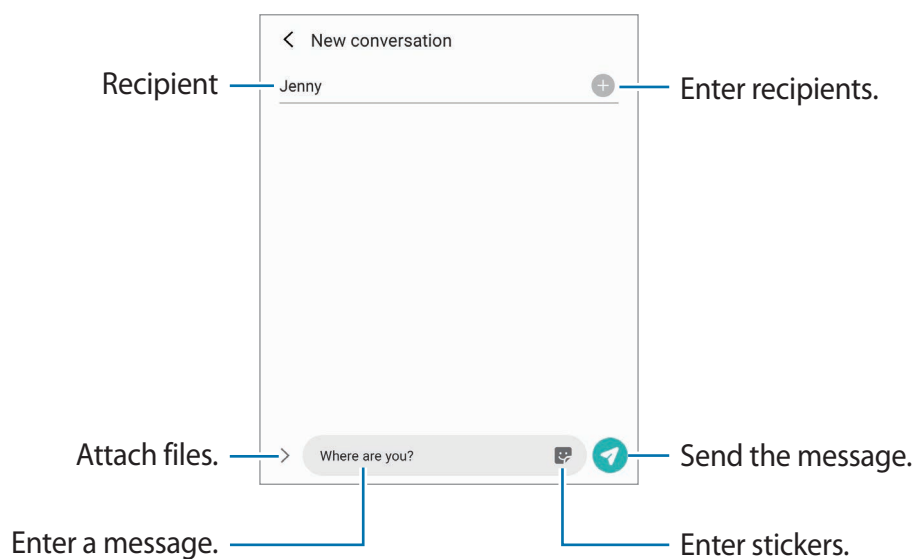 New conversation
Recipient
Jenny
Enter recipients.
Attach files.
Where are you?
Send the message.
Enter a message.
Enter stickers.